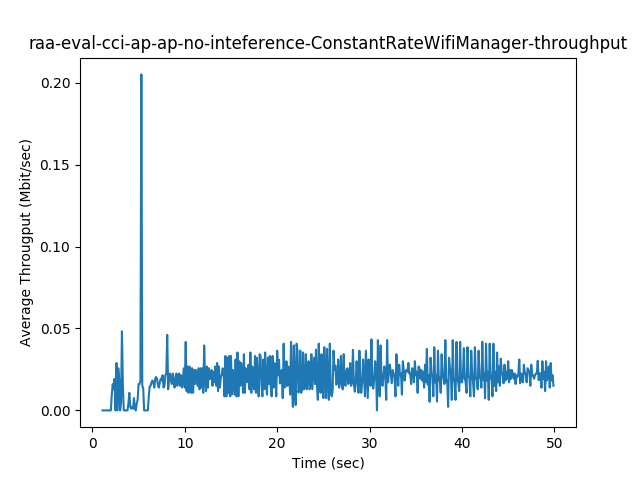 raa-eval-cci-ap-ap-no-inteference-ConstantRateWifiManager-throughput
0.20
0.15
0.10
0.05
0.00
Average Througput (Mbit/sec)
0 10 20 30 40 50
Time (sec)